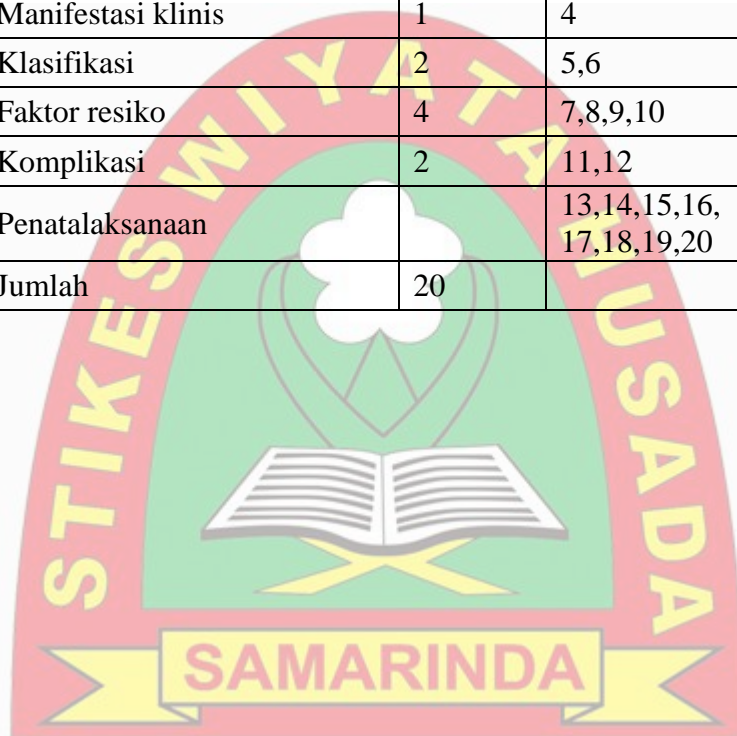 Manifestasi klinis 1 4
Klasifikasi 2 5,6
Faktor resiko 4 7,8,9,10
Komplikasi 2 11,12
Penatalaksanaan 13,14,15,16,
17,18,19,20
Jumlah 20
STIKES WIYATA HUSADA
SAMARINDA